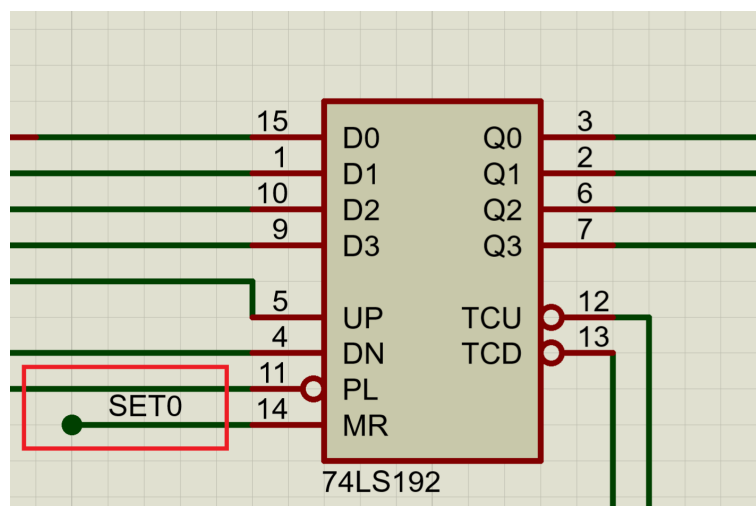 15 D0 Q0 3
1 D1 Q1 2
10 D2 Q2 6
9 D3 Q3 7
5 UP TCU 12
4 DN TCD 13
11 PL
SET0 14 MR
74LS192